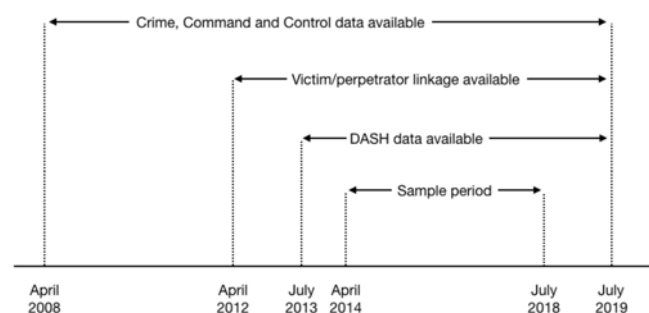 Crime, Command and Control data available
Victim/perpetrator linkage available
DASH data available
Sample period
April
2008
April
2012
July
2013
April
2014
July
2018
July
2019